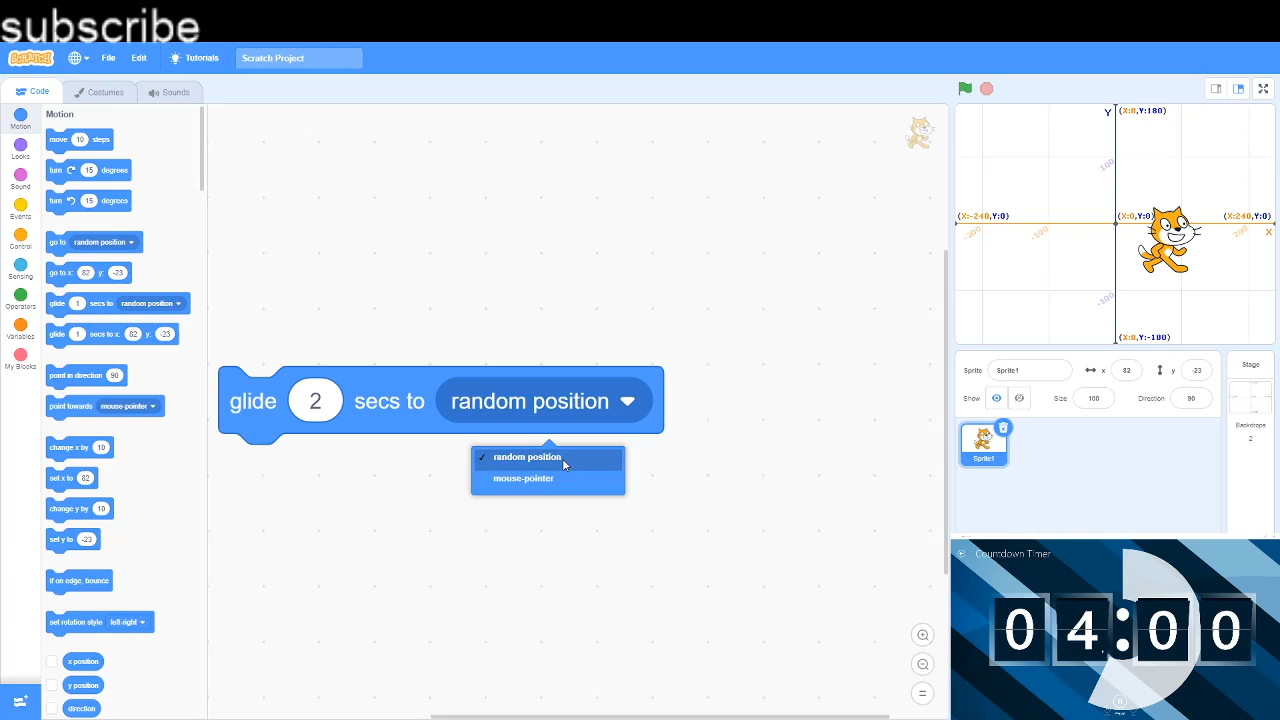 subscribe
SCRATCH File Edit Tutorials Scratch Project
Code Costumes Sounds
Motion
Looks
Sound
Events
Control
Sensing
Operators
Variables
My Blocks
Motion
move 10 steps
turn 15 degrees
turn 15 degrees
go to random position
go to x: 82 y: -23
glide 1 secs to random position
glide 1 secs to x: 82 y: -23
point in direction 90
point towards mouse-pointer
change x by 10
set x to 82
change y by 10
set y to -23
if on edge, bounce
set rotation style left-right
x position
y position
direction
glide 2 secs to random position
✓ random position
mouse-pointer
=
Y (X:0,Y:180)
100
(X:-240,Y:0) (X:0,Y:0) (X:240,Y:0)
-200 -100 200 X
-100
(X:0,Y:-180)
Sprite Sprite1 x 82 y -23
Show Size 100 Direction 90
Sprite1
Stage
Backdrops
2
Countdown Timer
04:00